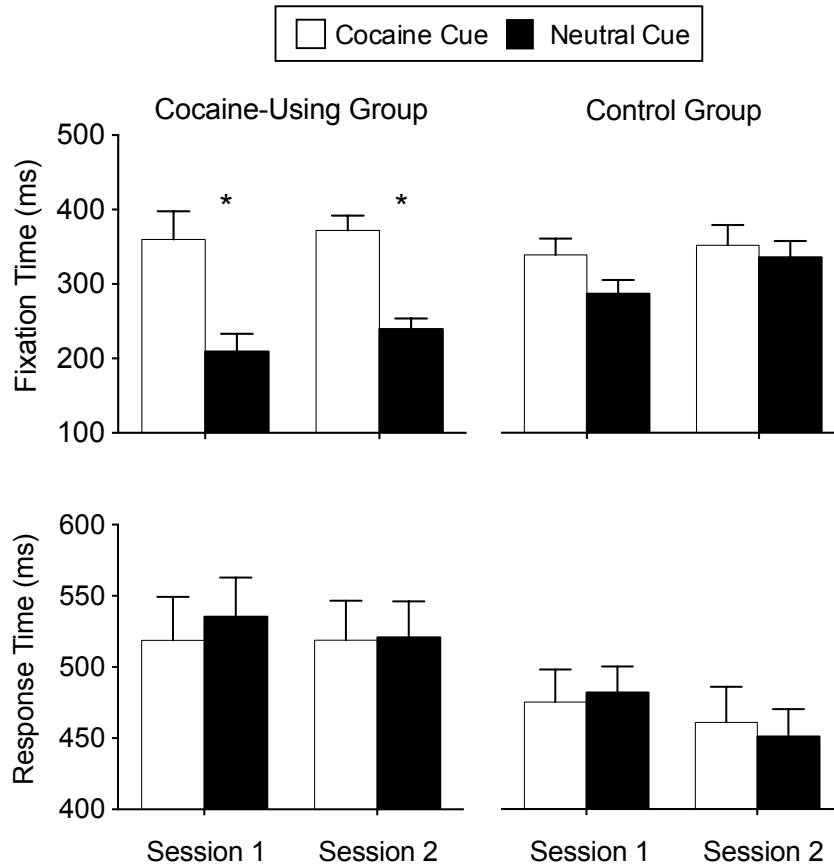 Cocaine Cue Neutral Cue
Cocaine-Using Group Control Group
Fixation Time (ms)
500
400
300
200
100
* *
Response Time (ms)
600
550
500
450
400
Session 1 Session 2 Session 1 Session 2